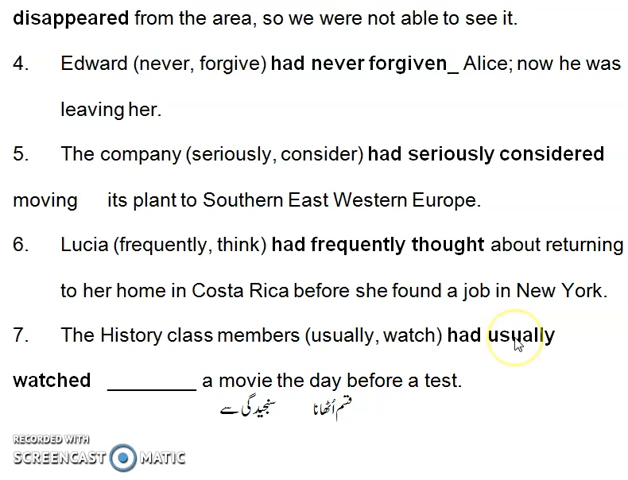 disappeared from the area, so we were not able to see it.
4. Edward (never, forgive) had never forgiven_ Alice; now he was
leaving her.
5. The company (seriously, consider) had seriously considered
moving its plant to Southern East Western Europe.
6. Lucia (frequently, think) had frequently thought about returning
to her home in Costa Rica before she found a job in New York.
7. The History class members (usually, watch) had usually
watched ________ a movie the day before a test.
قسم اُٹھانا سنجیدگی سے
RECORDED WITH
SCREENCAST MATIC